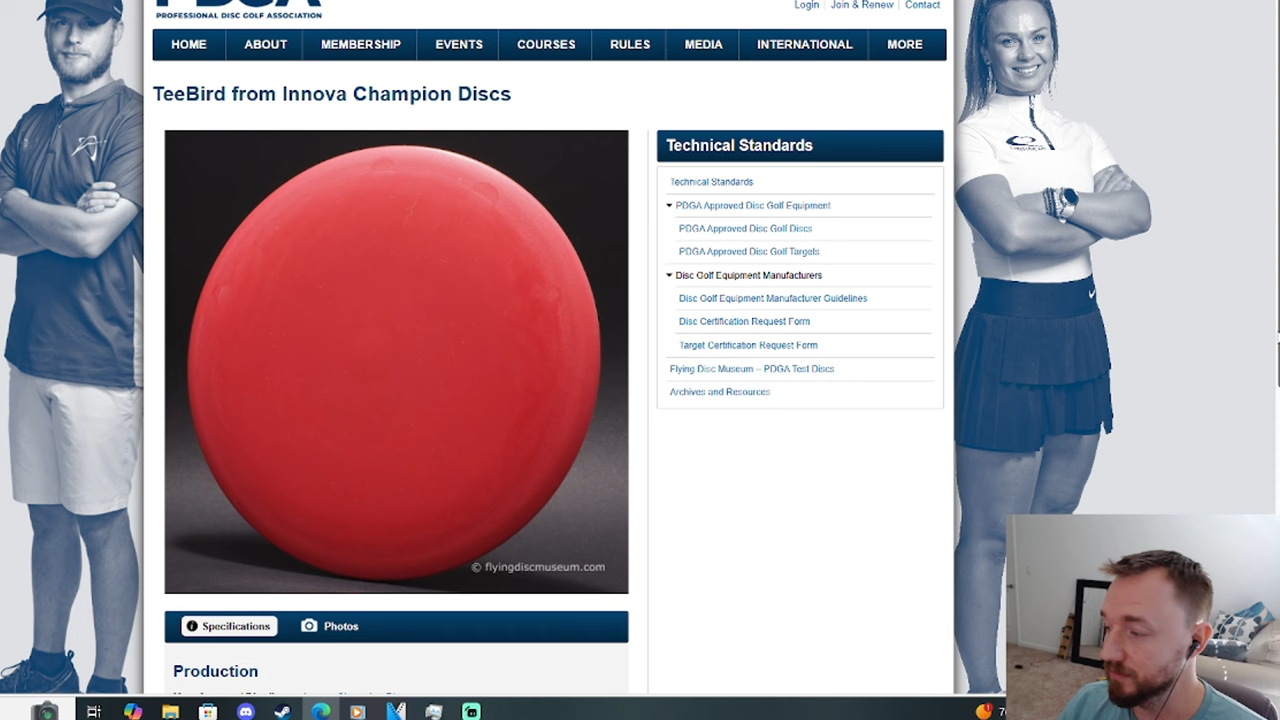 PDGA
PROFESSIONAL DISC GOLF ASSOCIATION
Login | Join & Renew | Contact
HOME ABOUT MEMBERSHIP EVENTS COURSES RULES MEDIA INTERNATIONAL MORE
TeeBird from Innova Champion Discs
© flyingdiscmuseum.com
Specifications Photos
Production
Technical Standards
Technical Standards
PDGA Approved Disc Golf Equipment
PDGA Approved Disc Golf Discs
PDGA Approved Disc Golf Targets
Disc Golf Equipment Manufacturers
Disc Golf Equipment Manufacturer Guidelines
Disc Certification Request Form
Target Certification Request Form
Flying Disc Museum – PDGA Test Discs
Archives and Resources